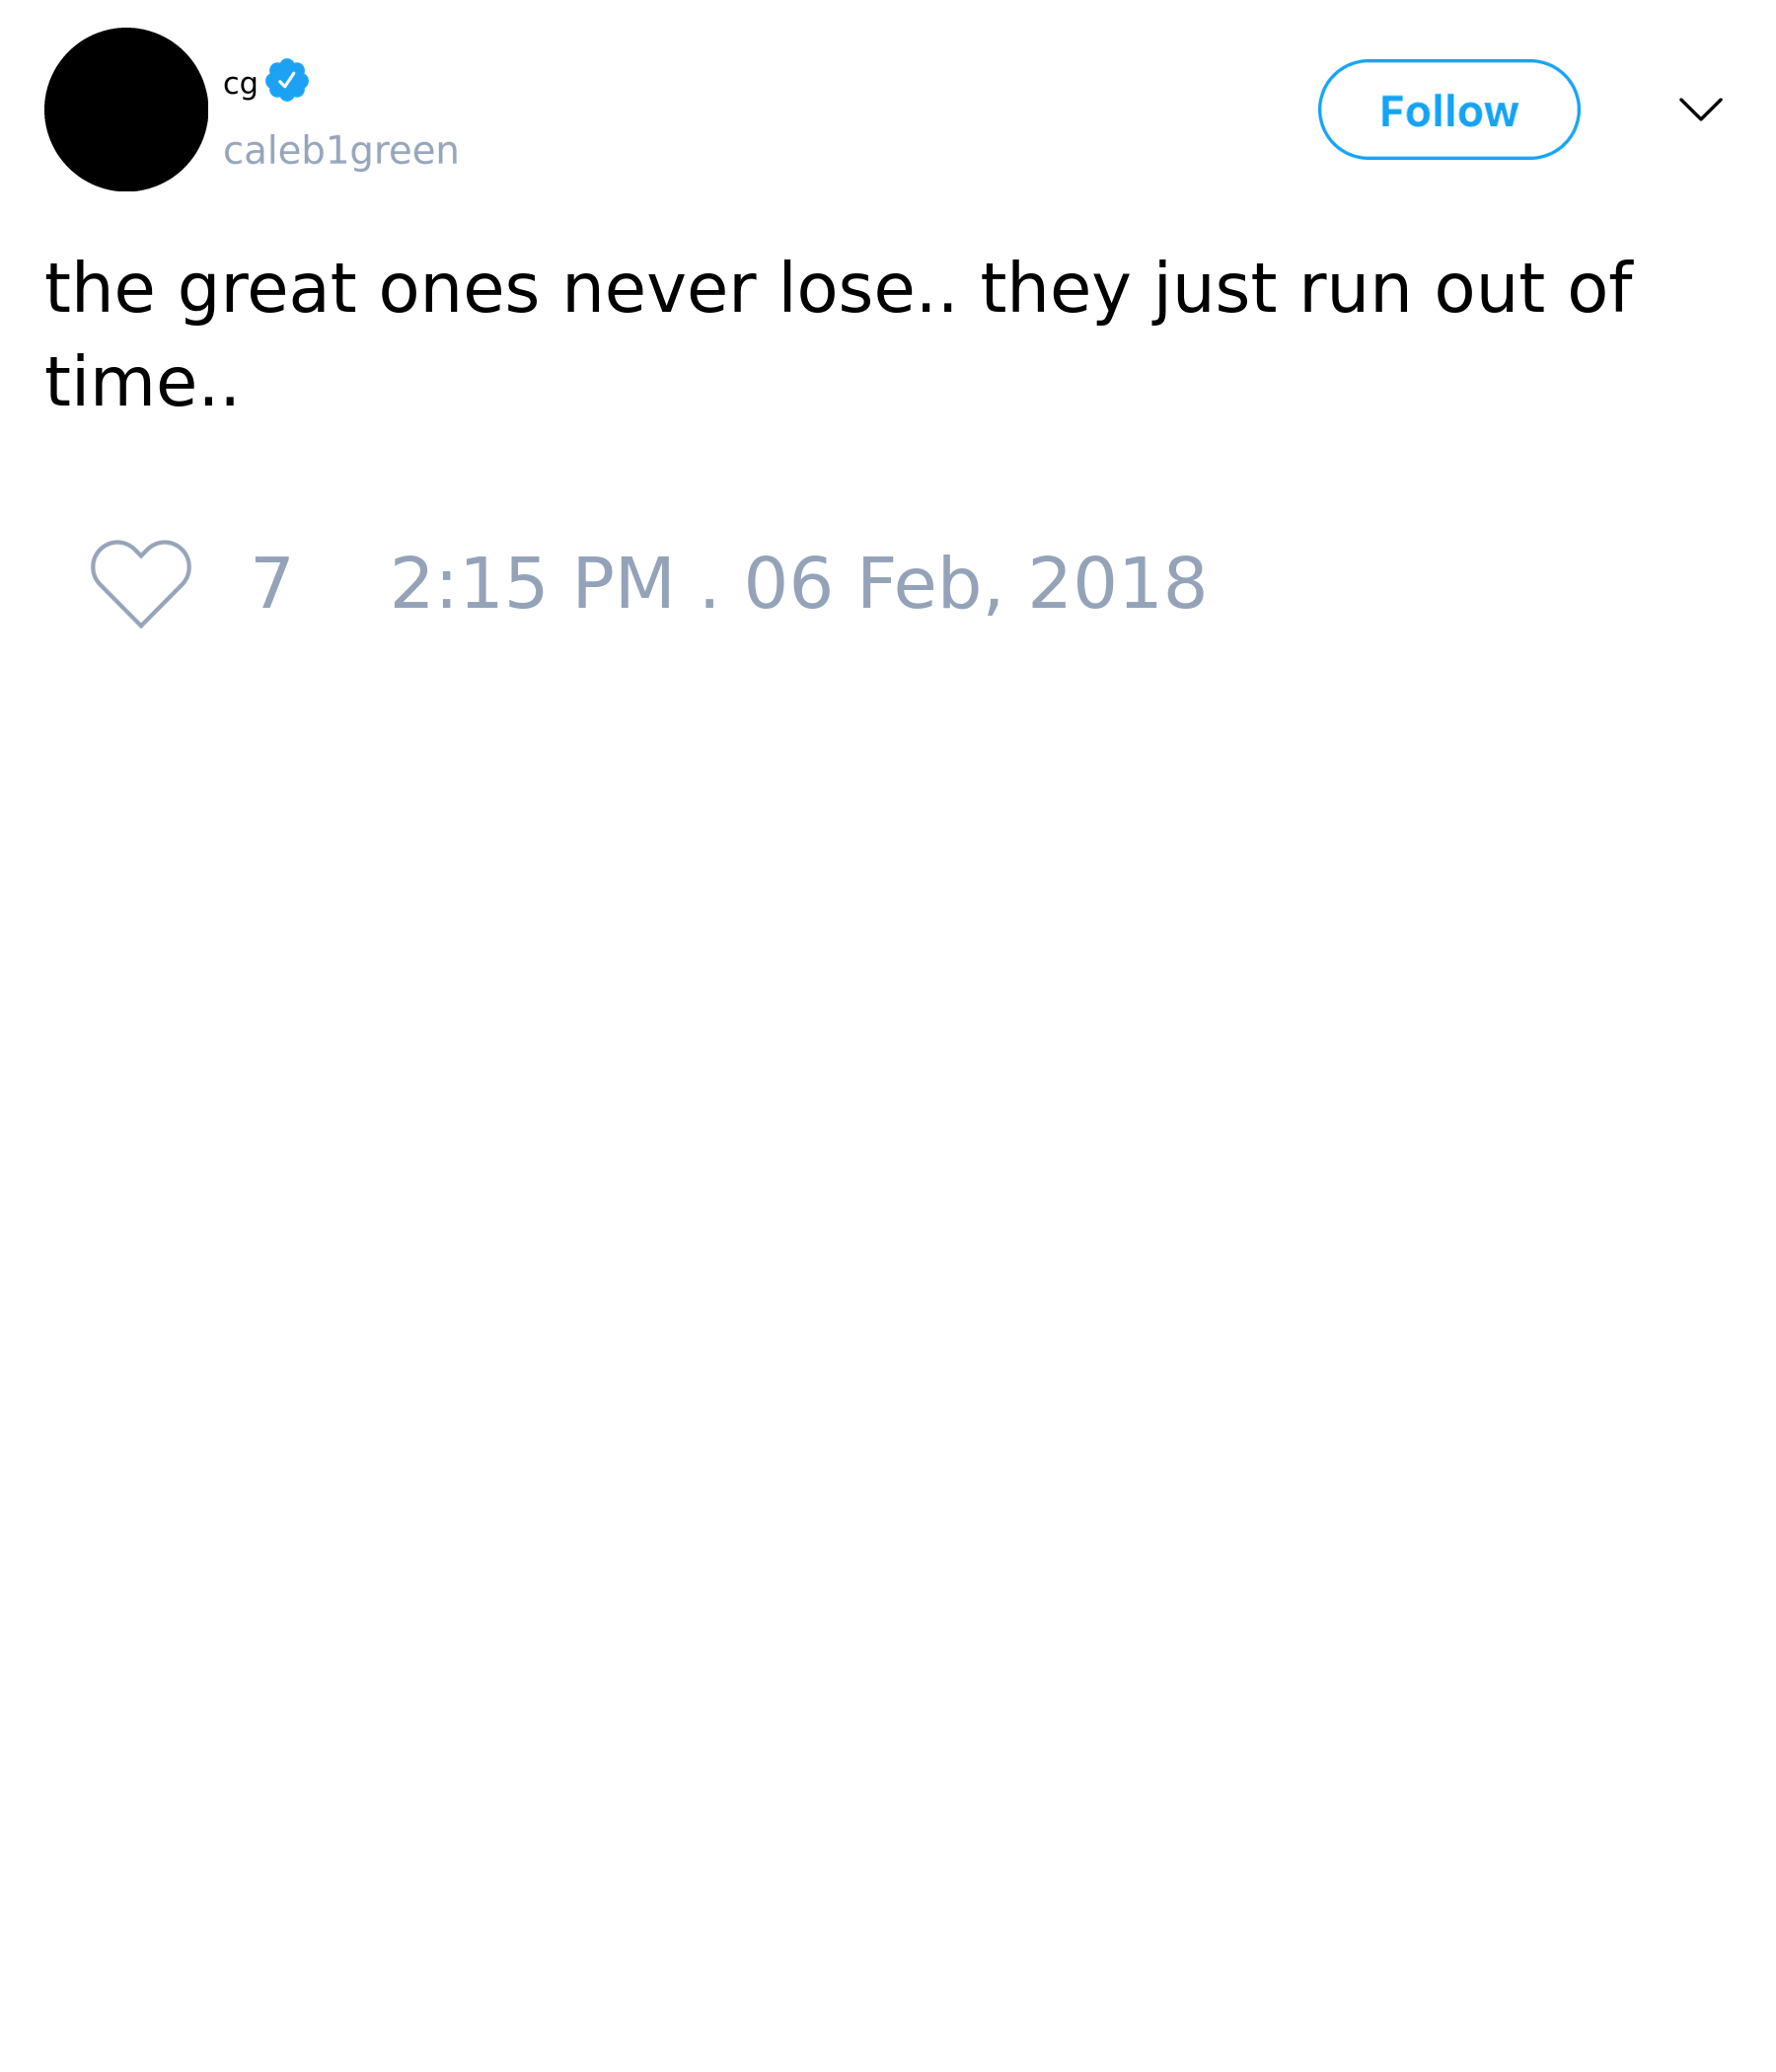 cg
caleb1green
Follow
the great ones never lose.. they just run out of
time..
7 2:15 PM . 06 Feb, 2018